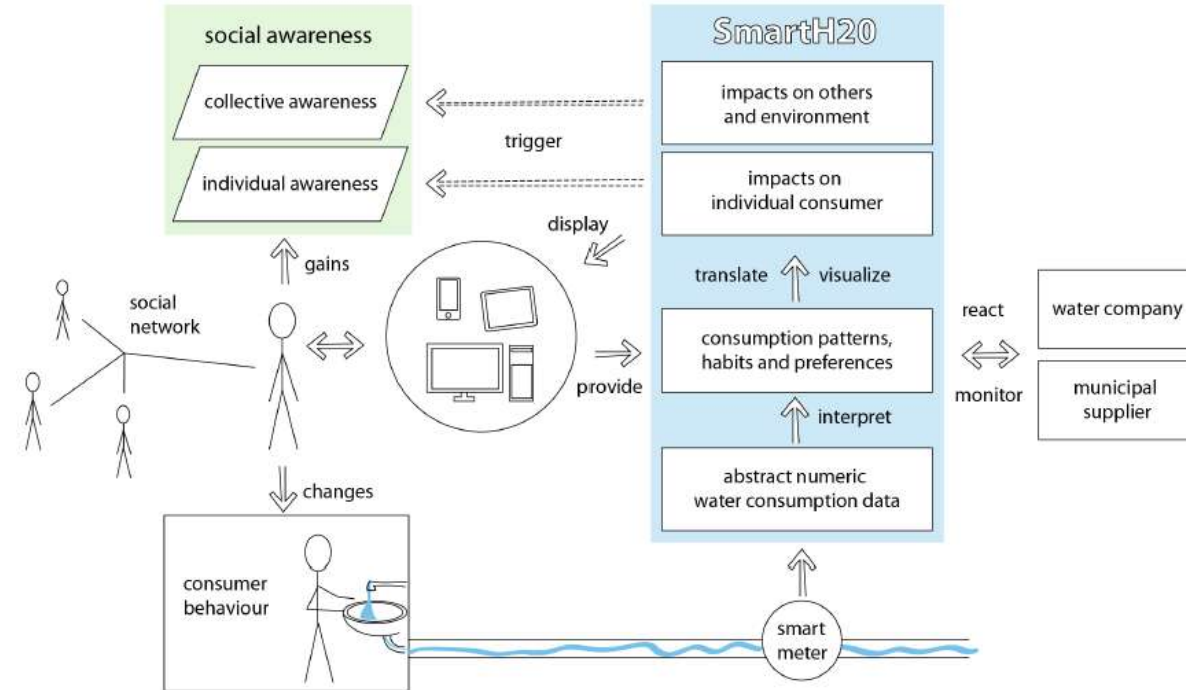 social awareness
collective awareness
individual awareness
SmartH20
impacts on others
and environment
impacts on
individual consumer
trigger
display
gains
translate
visualize
social
network
consumption patterns,
habits and preferences
provide
react
monitor
water company
municipal
supplier
interpret
abstract numeric
water consumption data
changes
consumer
behaviour
smart
meter